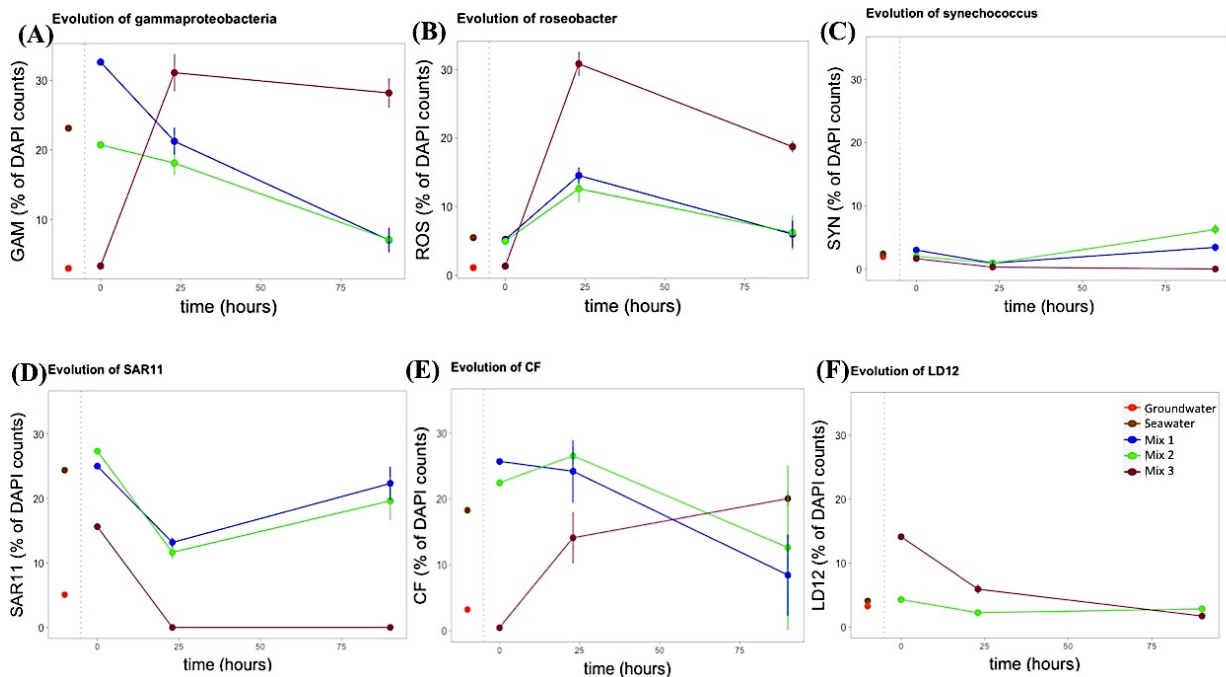 Evolution of gammaproteobacteria
(A)
GAM (% of DAPI counts)
30
20
10
0
25
50
75
time (hours)
Evolution of roseobacter
(B)
ROS (% of DAPI counts)
30
20
10
0
0
25
50
75
time (hours)
Evolution of synechococcus
(C)
SYN (% of DAPI counts)
30
20
10
0
0
25
50
75
time (hours)
(D)
Evolution of SAR11
SAR11 (% of DAPI counts)
30
20
10
0
0
25
50
75
time (hours)
(E)
Evolution of CF
CF (% of DAPI counts)
30
20
10
0
0
25
50
75
time (hours)
(F)
Evolution of LD12
LD12 (% of DAPI counts)
30
20
10
0
0
25
50
75
time (hours)
Groundwater
Seawater
Mix 1
Mix 2
Mix 3